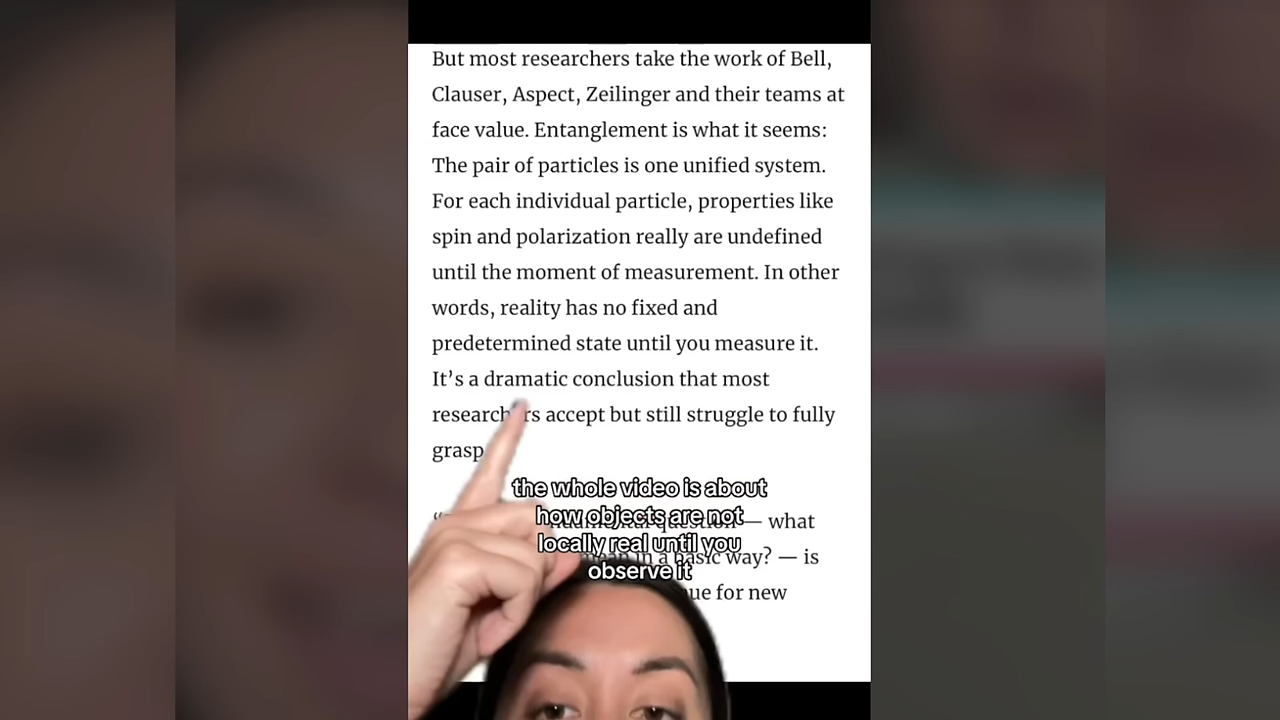 But most researchers take the work of Bell,
Clauser, Aspect, Zeilinger and their teams at
face value. Entanglement is what it seems:
The pair of particles is one unified system.
For each individual particle, properties like
spin and polarization really are undefined
until the moment of measurement. In other
words, reality has no fixed and
predetermined state until you measure it.
It's a dramatic conclusion that most
researchers accept but still struggle to fully
grasp
the whole video is about
how objects are not
locally real until you
observe it
— what
in a basic way? — is
for new